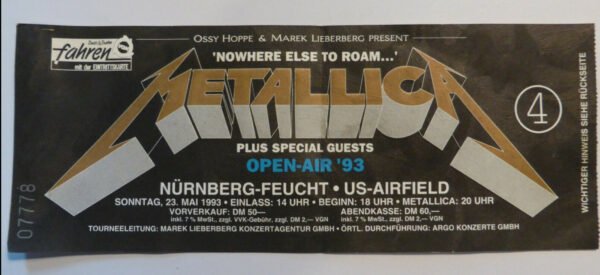 OSSY HOPPE & MAREK LIEBERBERG PRESENT
fahren
mit der EINTRITTSKARTE
'NOWHERE ELSE TO ROAM...'
METALLICA
PLUS SPECIAL GUESTS
OPEN-AIR '93
NÜRNBERG-FEUCHT • US-AIRFIELD
SONNTAG, 23. MAI 1993 • EINLASS: 14 UHR • BEGINN: 18 UHR • METALLICA: 20 UHR
VORVERKAUF: DM 50— ABENDKASSE: DM 60,—
inkl. 7 % MwSt., zzgl. VVK-Gebühr, zzgl. DM 2,– VGN inkl. 7 % MwSt., zzgl. DM 2,– VGN
TOURNEELEITUNG: MAREK LIEBERBERG KONZERTAGENTUR GMBH • ÖRTL. DURCHFÜHRUNG: ARGO KONZERTE GMBH
07778
4
WICHTIGER HINWEIS SIEHE RÜCKSEITE